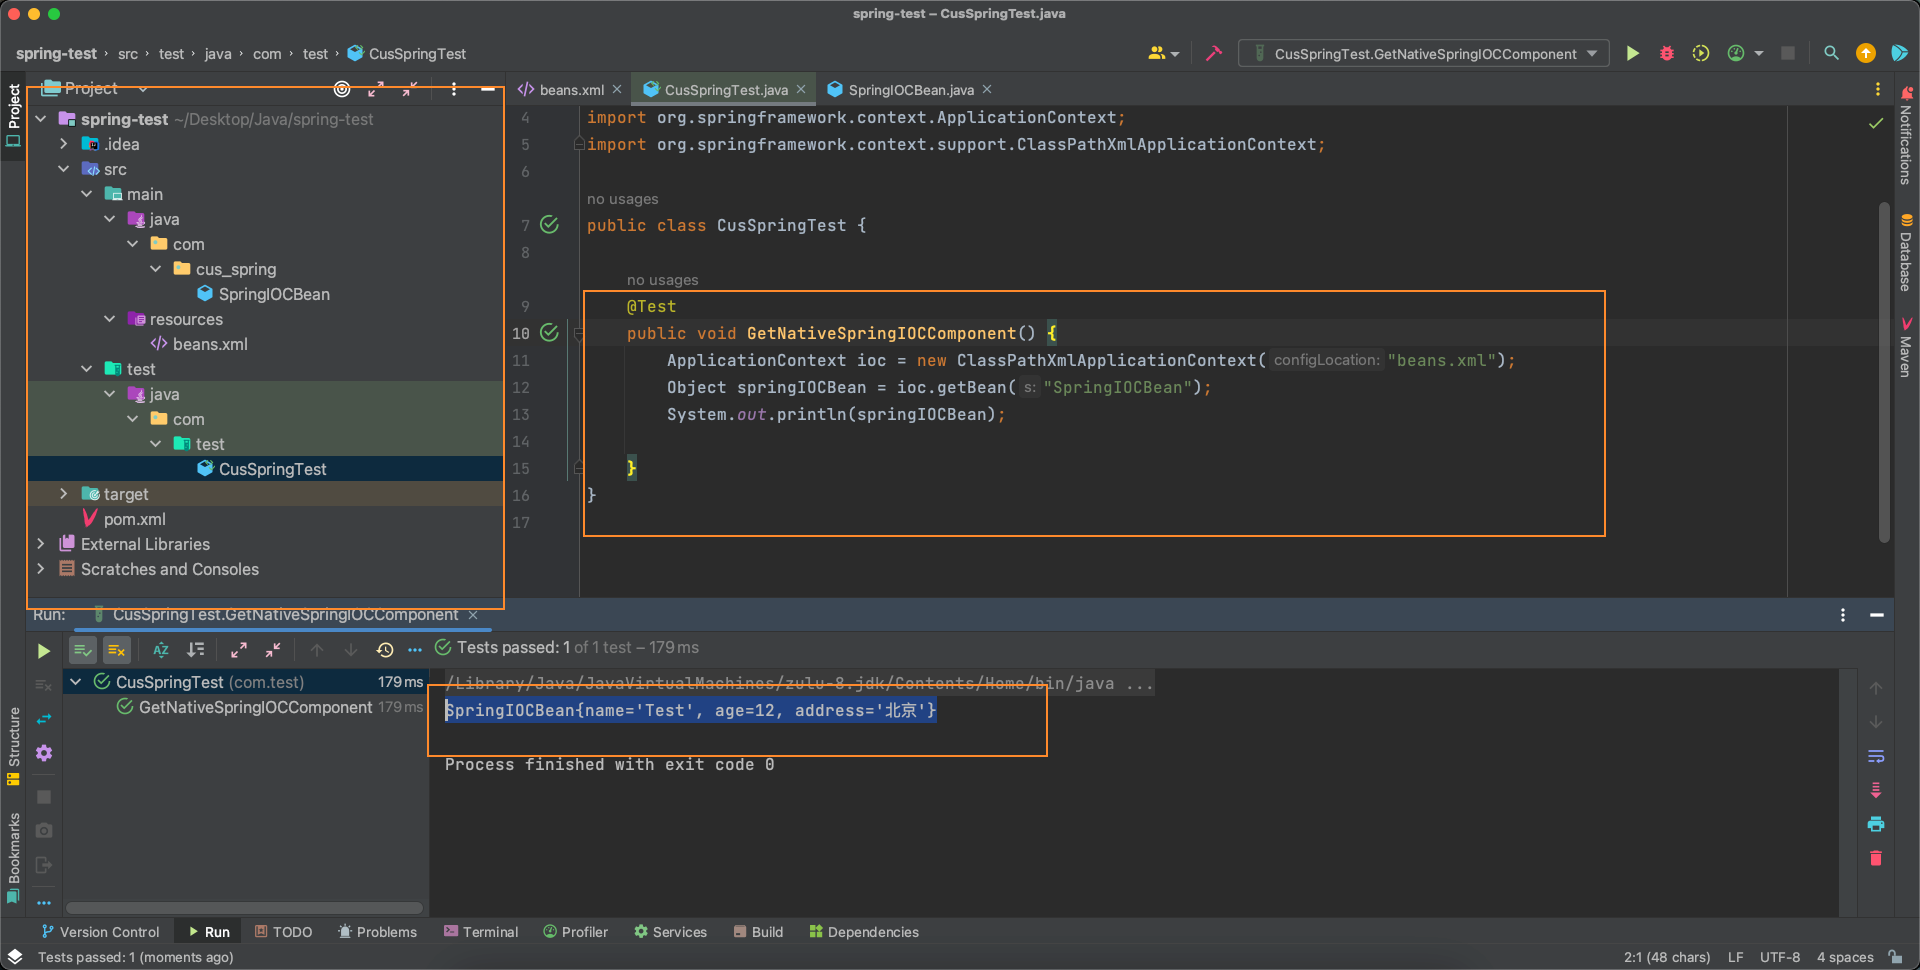 spring-test – CusSpringTest.java
spring-test › src › test › java › com › test › CusSpringTest
CusSpringTest.GetNativeSpringIOCComponent
Project
spring-test ~/Desktop/Java/spring-test
.idea
src
main
java
com
cus_spring
SpringIOCBean
resources
beans.xml
test
java
com
test
CusSpringTest
target
pom.xml
External Libraries
Scratches and Consoles
Project
Structure
Bookmarks
beans.xml
CusSpringTest.java
SpringIOCBean.java
4 import org.springframework.context.ApplicationContext;
5 import org.springframework.context.support.ClassPathXmlApplicationContext;
6
no usages
7 public class CusSpringTest {
8
no usages
9 @Test
10 public void GetNativeSpringIOCComponent() {
11 ApplicationContext ioc = new ClassPathXmlApplicationContext( configLocation: "beans.xml");
12 Object springIOCBean = ioc.getBean( s: "SpringIOCBean");
13 System.out.println(springIOCBean);
14
15 }
16 }
17
Notifications
Database
Maven
Run:
CusSpringTest.GetNativeSpringIOCComponent
Tests passed: 1 of 1 test – 179 ms
CusSpringTest (com.test) 179 ms
GetNativeSpringIOCComponent 179 ms
/Library/Java/JavaVirtualMachines/zulu-8.jdk/Contents/Home/bin/java ...
SpringIOCBean{name='Test', age=12, address='北京'}
Process finished with exit code 0
Version Control
Run
TODO
Problems
Terminal
Profiler
Services
Build
Dependencies
Tests passed: 1 (moments ago)
2:1 (48 chars)
LF
UTF-8
4 spaces